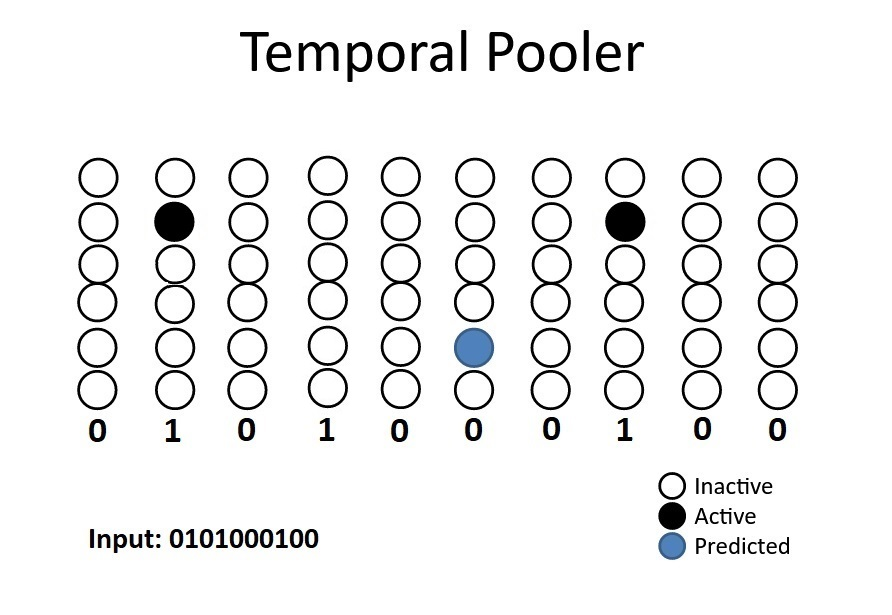 Temporal Pooler
0 1 0 1 0 0 0 1 0 0
Inactive
Active
Predicted
Input: 0101000100